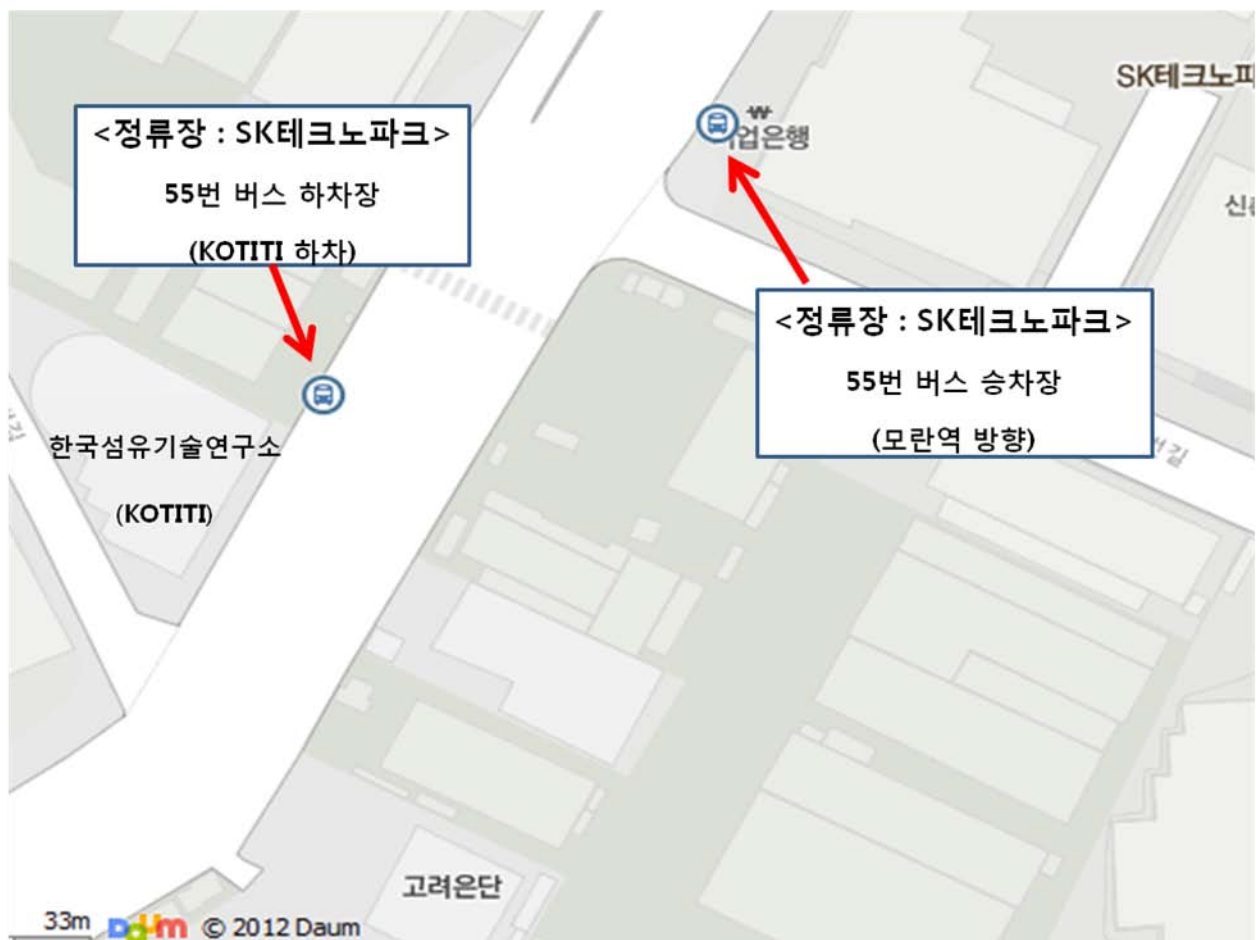 SK테크노파
<정류장 : SK테크노파크>
55번 버스 하차장
(KOTITI 하차)
업은행
<정류장 : SK테크노파크>
55번 버스 승차장
(모란역 방향)
한국섬유기술연구소
(KOTITI)
고려은단
33m Daum © 2012 Daum